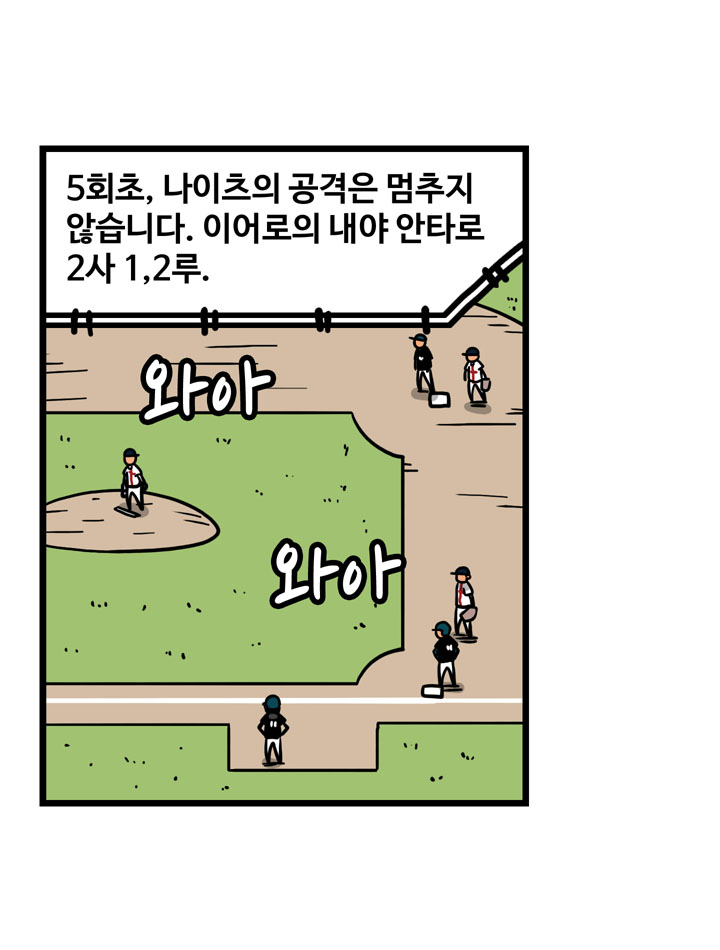 5회초, 나이츠의 공격은 멈추지
않습니다. 이어로의 내야 안타로
2사 1,2루.
와아
와아